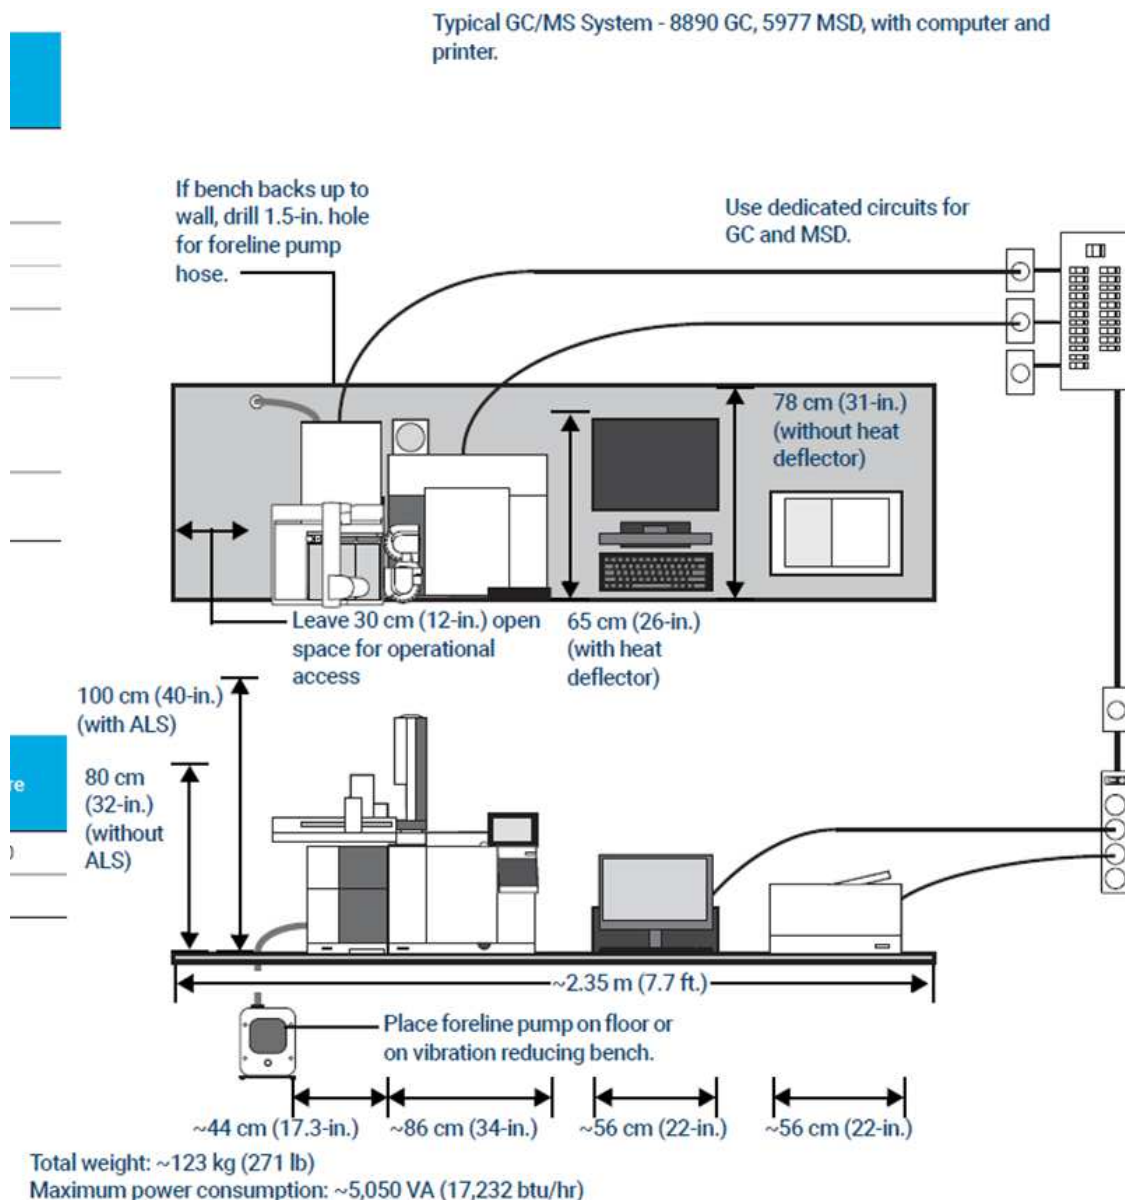 Typical GC/MS System - 8890 GC, 5977 MSD, with computer and
printer.
If bench backs up to
wall, drill 1.5-in. hole
for foreline pump
hose.
Use dedicated circuits for
GC and MSD.
78 cm (31-in.)
(without heat
deflector)
Leave 30 cm (12-in.) open
space for operational
access
65 cm (26-in.)
(with heat
deflector)
100 cm (40-in.)
(with ALS)
80 cm
(32-in.)
(without
ALS)
re
)
~2.35 m (7.7 ft.)
Place foreline pump on floor or
on vibration reducing bench.
~44 cm (17.3-in.)
~86 cm (34-in.)
~56 cm (22-in.)
~56 cm (22-in.)
Total weight: ~123 kg (271 lb)
Maximum power consumption: ~5,050 VA (17,232 btu/hr)